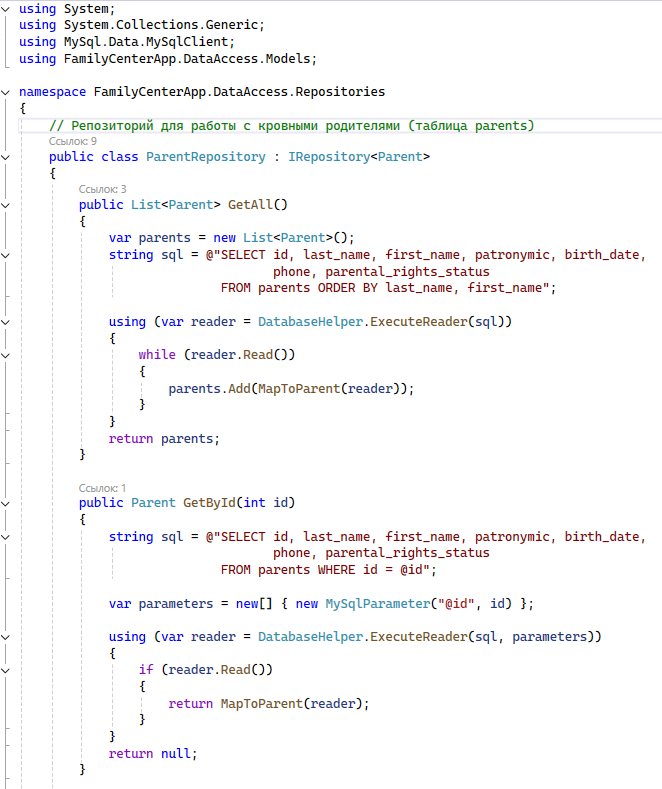 using System;
using System.Collections.Generic;
using MySql.Data.MySqlClient;
using FamilyCenterApp.DataAccess.Models;
namespace FamilyCenterApp.DataAccess.Repositories
{
// Репозиторий для работы с кровными родителями (таблица parents)
Ссылок: 9
public class ParentRepository : IRepository<Parent>
{
Ссылок: 3
public List<Parent> GetAll()
{
var parents = new List<Parent>();
string sql = @"SELECT id, last_name, first_name, patronymic, birth_date,
phone, parental_rights_status
FROM parents ORDER BY last_name, first_name";
using (var reader = DatabaseHelper.ExecuteReader(sql))
{
while (reader.Read())
{
parents.Add(MapToParent(reader));
}
}
return parents;
}
Ссылок: 1
public Parent GetById(int id)
{
string sql = @"SELECT id, last_name, first_name, patronymic, birth_date,
phone, parental_rights_status
FROM parents WHERE id = @id";
var parameters = new[] { new MySqlParameter("@id", id) };
using (var reader = DatabaseHelper.ExecuteReader(sql, parameters))
{
if (reader.Read())
{
return MapToParent(reader);
}
}
return null;
}